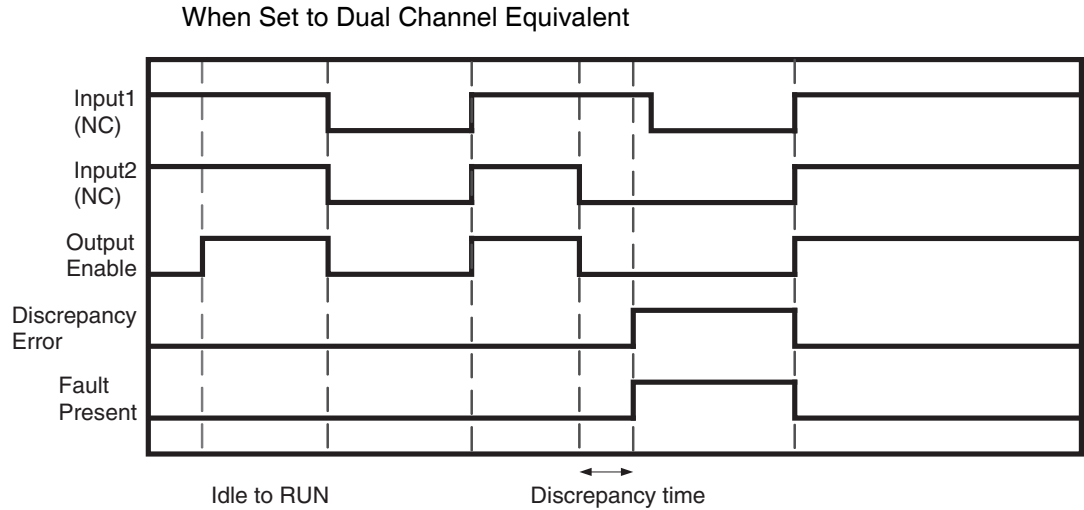 When Set to Dual Channel Equivalent
Input1
(NC)
Input2
(NC)
Output
Enable
Discrepancy
Error
Fault
Present
Idle to RUN
Discrepancy time